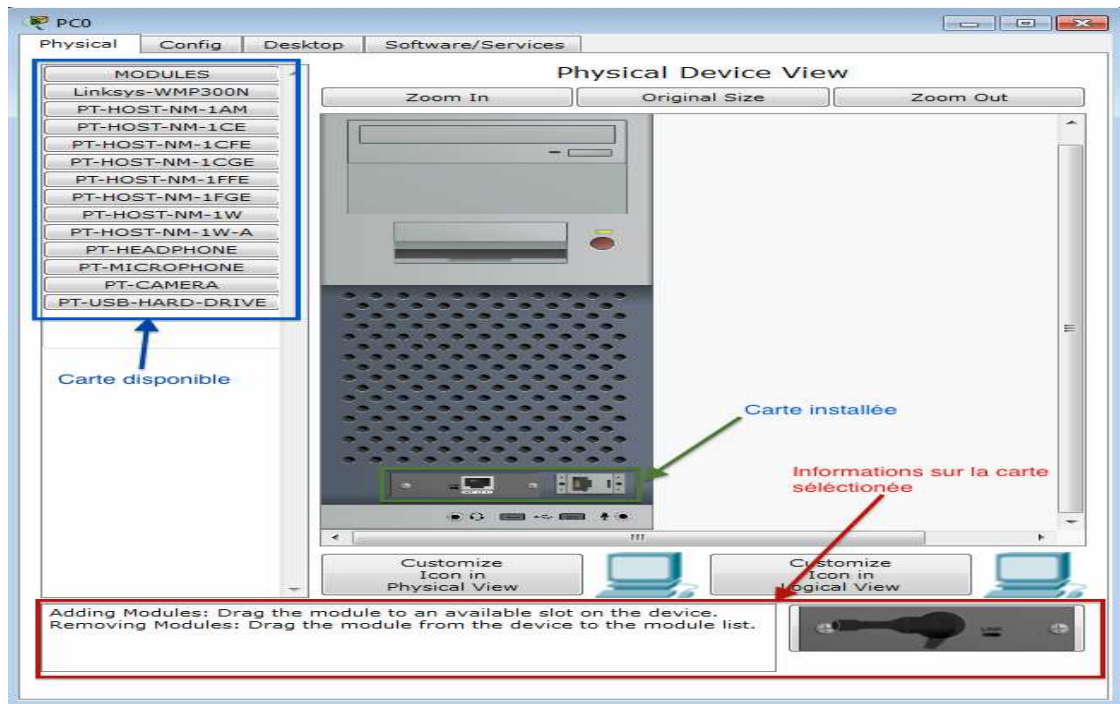 PC0
Physical
Config
Desktop
Software/Services
MODULES
Linksys-WMP300N
PT-HOST-NM-1AM
PT-HOST-NM-1CE
PT-HOST-NM-1CFE
PT-HOST-NM-1CGE
PT-HOST-NM-1FFE
PT-HOST-NM-1FGE
PT-HOST-NM-1W
PT-HOST-NM-1W-A
PT-HEADPHONE
PT-MICROPHONE
PT-CAMERA
PT-USB-HARD-DRIVE
Carte disponible
Physical Device View
Zoom In
Original Size
Zoom Out
Carte installée
Informations sur la carte
séléctionée
Customize
Icon in
Physical View
Customize
Icon in
Logical View
Adding Modules: Drag the module to an available slot on the device.
Removing Modules: Drag the module from the device to the module list.